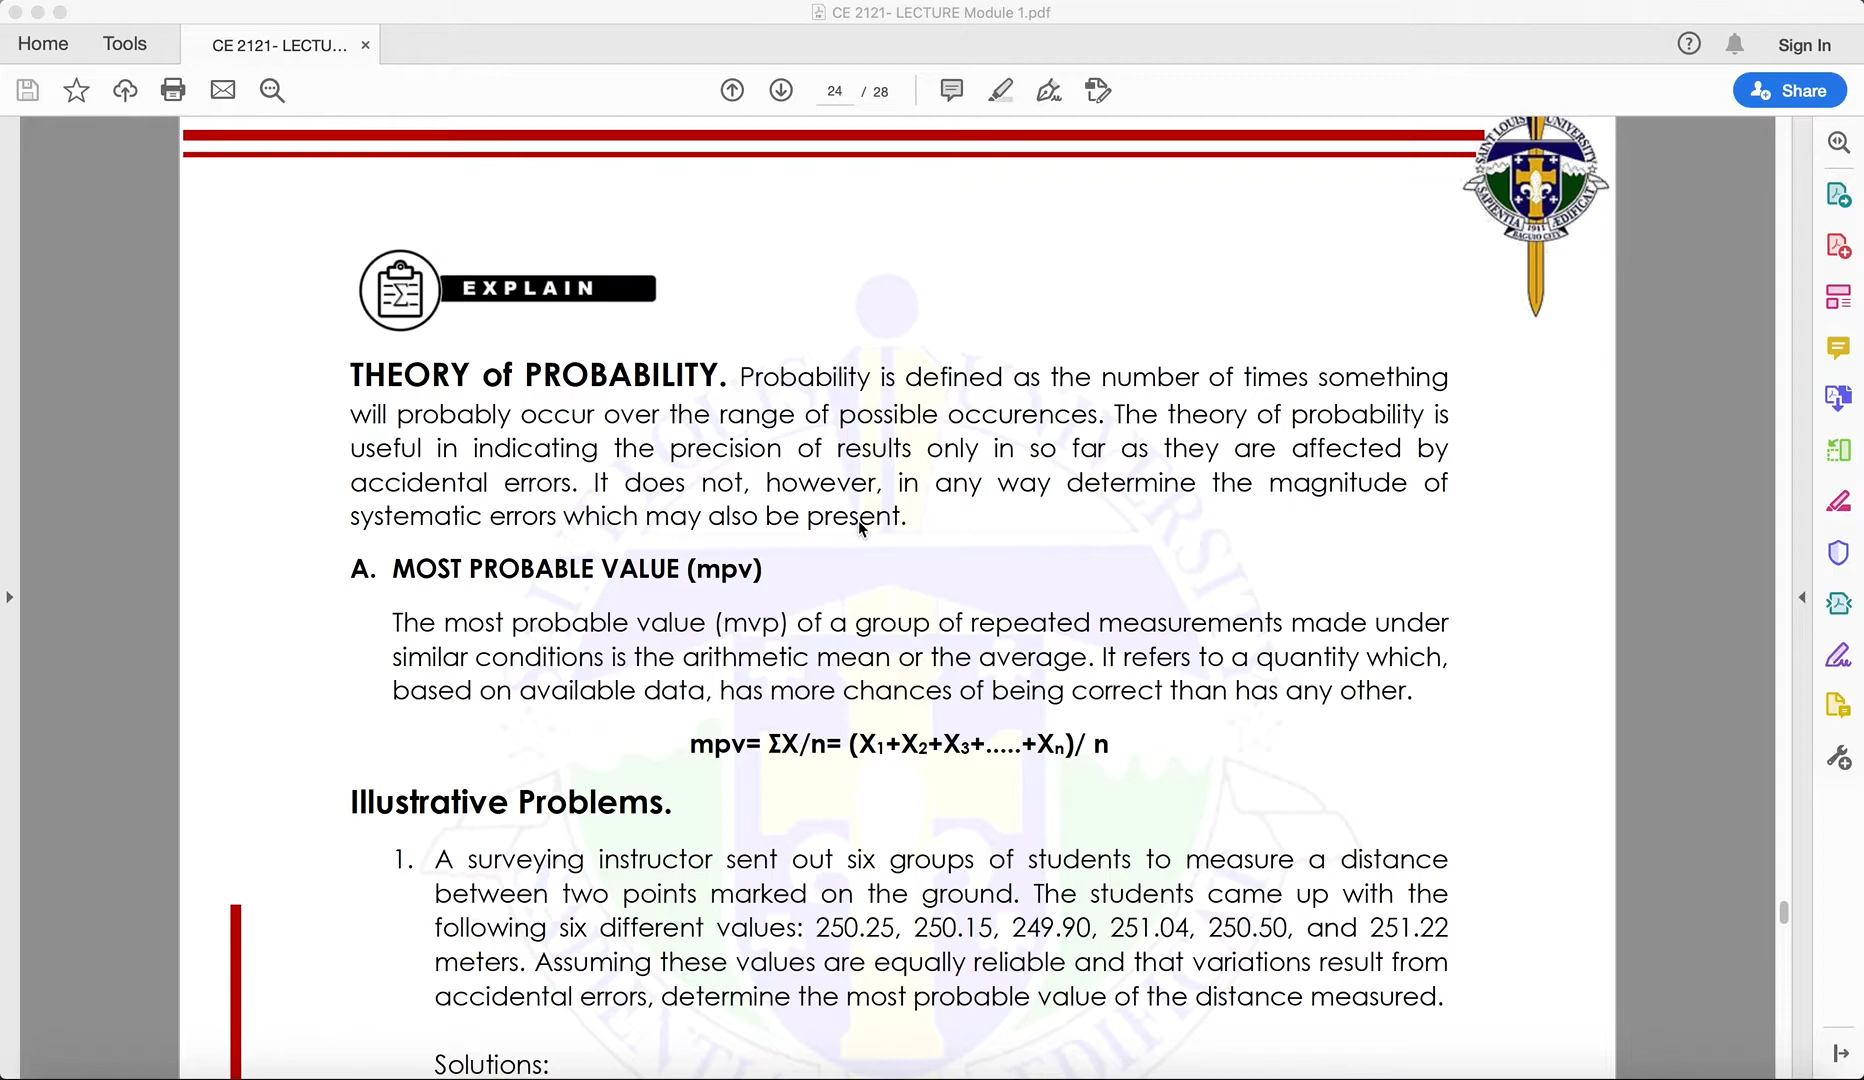 CE 2121- LECTURE Module 1.pdf
Home Tools CE 2121- LECTU... × Sign In
24 / 28 Share
SAINT LOUIS UNIVERSITY
SAPIENTIA ÆDIFICAT
1911
BAGUIO CITY
EXPLAIN
THEORY of PROBABILITY. Probability is defined as the number of times something
will probably occur over the range of possible occurences. The theory of probability is
useful in indicating the precision of results only in so far as they are affected by
accidental errors. It does not, however, in any way determine the magnitude of
systematic errors which may also be present.
A. MOST PROBABLE VALUE (mpv)
The most probable value (mvp) of a group of repeated measurements made under
similar conditions is the arithmetic mean or the average. It refers to a quantity which,
based on available data, has more chances of being correct than has any other.
mpv= ΣX/n= (X₁+X₂+X₃+.....+Xₙ)/ n
Illustrative Problems.
1. A surveying instructor sent out six groups of students to measure a distance
between two points marked on the ground. The students came up with the
following six different values: 250.25, 250.15, 249.90, 251.04, 250.50, and 251.22
meters. Assuming these values are equally reliable and that variations result from
accidental errors, determine the most probable value of the distance measured.
Solutions: